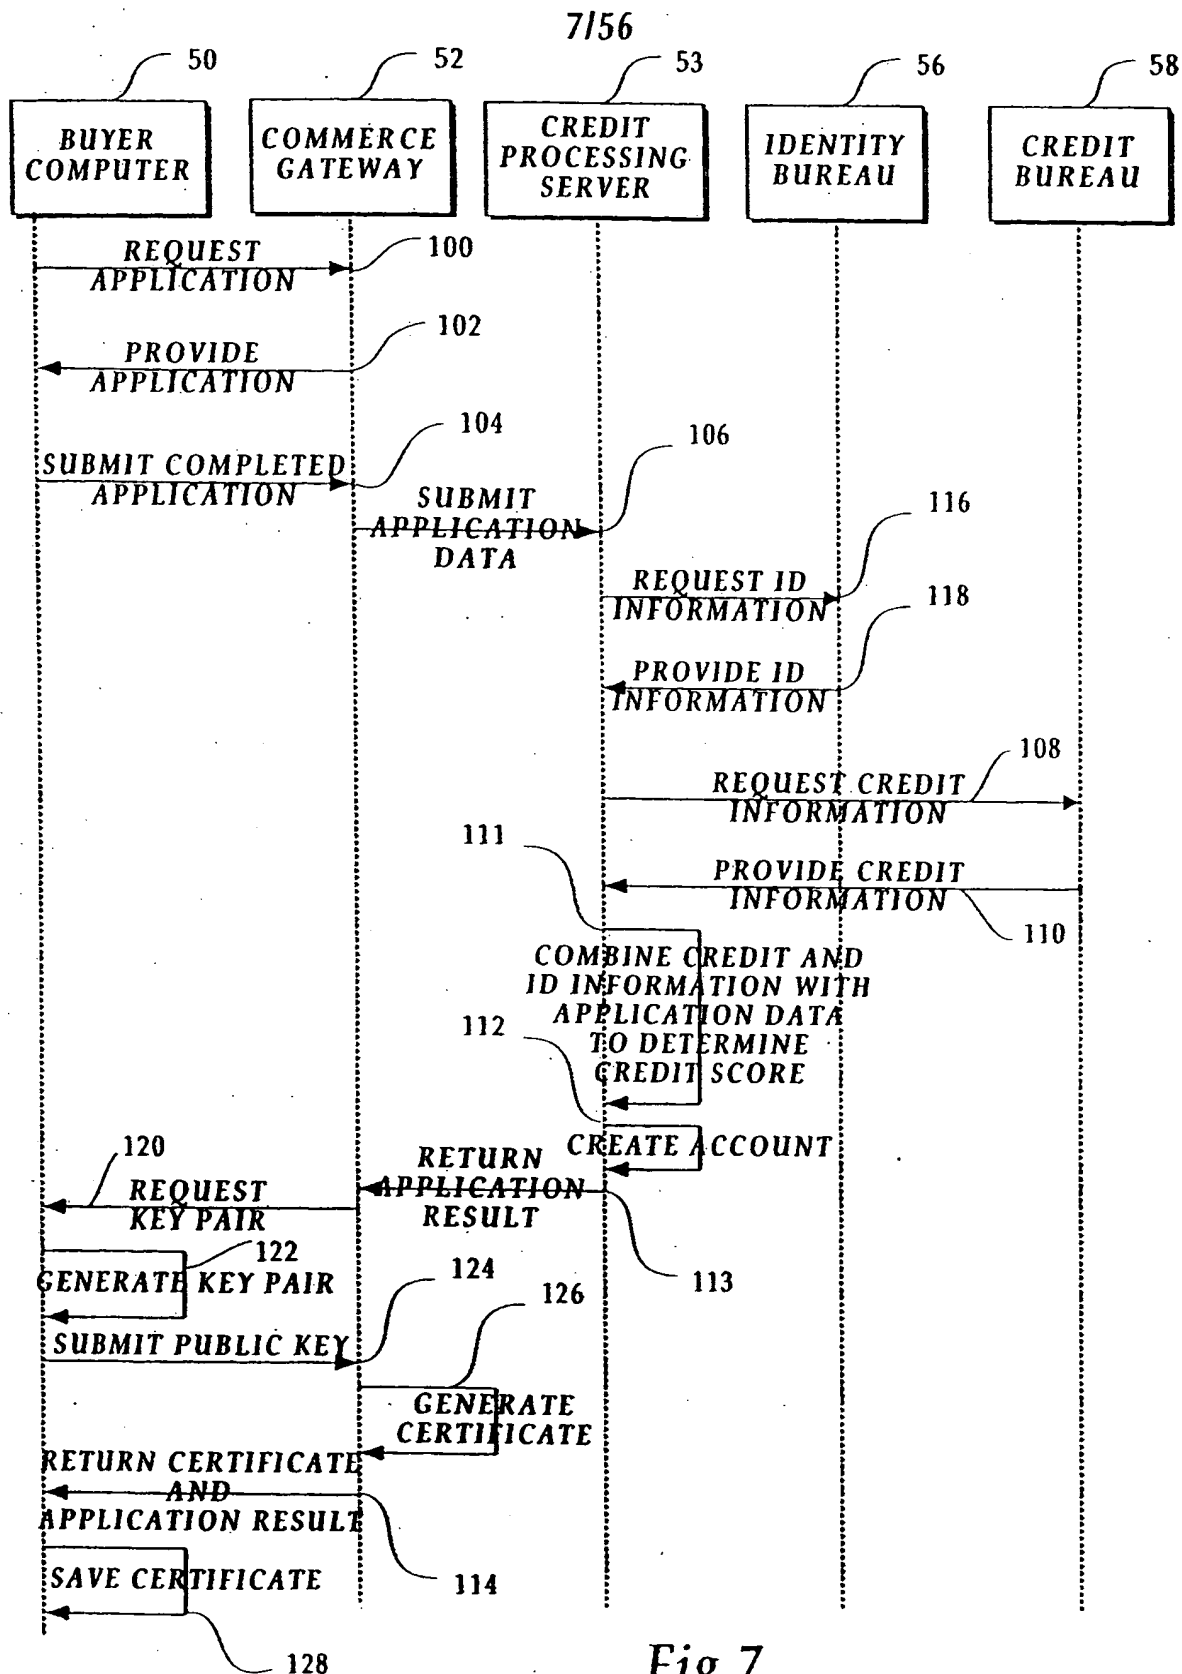 7/56
50
52
53
56
58
BUYER
COMPUTER
COMMERCE
GATEWAY
CREDIT
PROCESSING
SERVER
IDENTITY
BUREAU
CREDIT
BUREAU
REQUEST
APPLICATION
100
PROVIDE
APPLICATION
102
SUBMIT COMPLETED
APPLICATION
104
SUBMIT
APPLICATION
DATA
106
REQUEST ID
INFORMATION
116
PROVIDE ID
INFORMATION
118
REQUEST CREDIT
INFORMATION
108
PROVIDE CREDIT
INFORMATION
110
111
COMBINE CREDIT AND
ID INFORMATION WITH
APPLICATION DATA
TO DETERMINE
CREDIT SCORE
112
CREATE ACCOUNT
RETURN
APPLICATION
RESULT
113
120
REQUEST
KEY PAIR
122
GENERATE KEY PAIR
124
SUBMIT PUBLIC KEY
126
GENERATE
CERTIFICATE
RETURN CERTIFICATE
AND
APPLICATION RESULT
114
SAVE CERTIFICATE
128
Fig 7